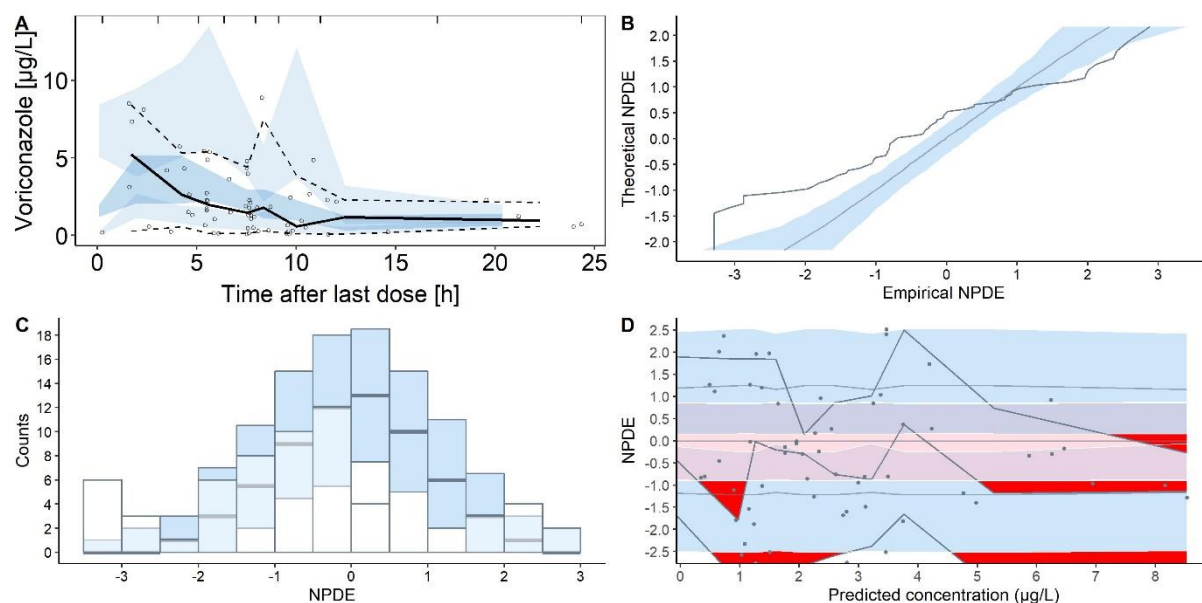 A
Voriconazole [µg/L]
10
5
0
0 5 10 15 20 25
Time after last dose [h]
B
Theoretical NPDE
2.0
1.5
1.0
0.5
0.0
-0.5
-1.0
-1.5
-2.0
-3 -2 -1 0 1 2 3
Empirical NPDE
C
Counts
18
16
14
12
10
8
6
4
2
0
-3 -2 -1 0 1 2 3
NPDE
D
NPDE
2.5
2.0
1.5
1.0
0.5
0.0
-0.5
-1.0
-1.5
-2.0
-2.5
0 1 2 3 4 5 6 7 8
Predicted concentration (µg/L)